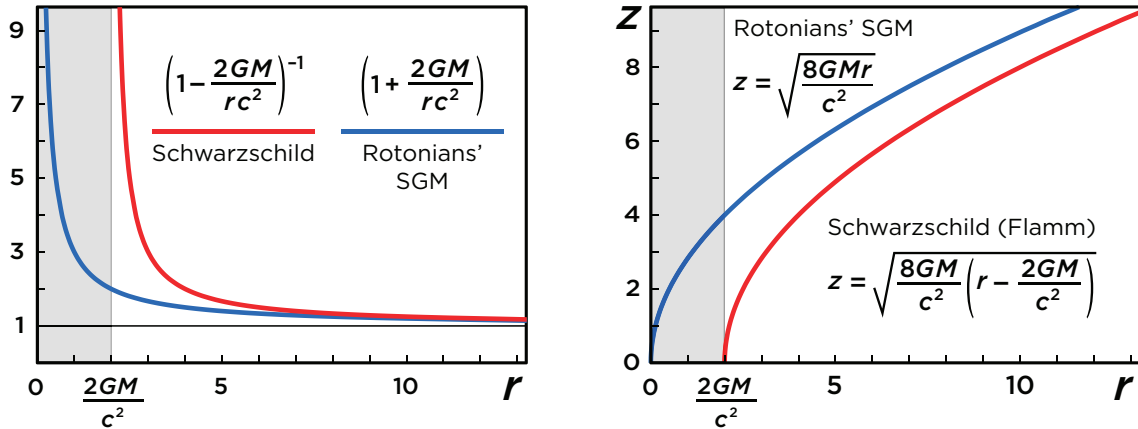 9
7
5
3
1
0
2GM/c²
5
10
r
(1 − 2GM/rc²)⁻¹
Schwarzschild
(1 + 2GM/rc²)
Rotonians'
SGM
z
8
6
4
2
0
0
2GM/c²
5
10
r
Rotonians' SGM
z = √(8GMr/c²)
Schwarzschild (Flamm)
z = √(8GM/c² (r − 2GM/c²))